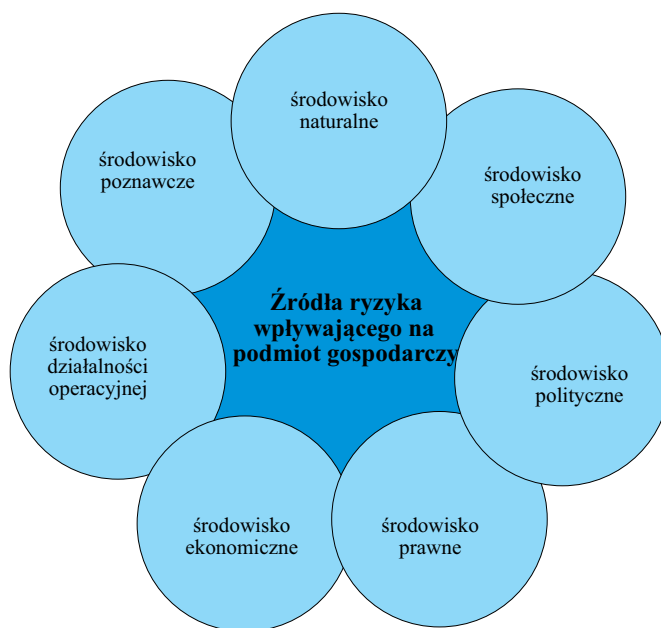 środowisko
naturalne
środowisko
poznawcze
środowisko
społeczne
Źródła ryzyka
wpływającego na
podmiot gospodarczy
środowisko
działalności
operacyjnej
środowisko
polityczne
środowisko
ekonomiczne
środowisko
prawne